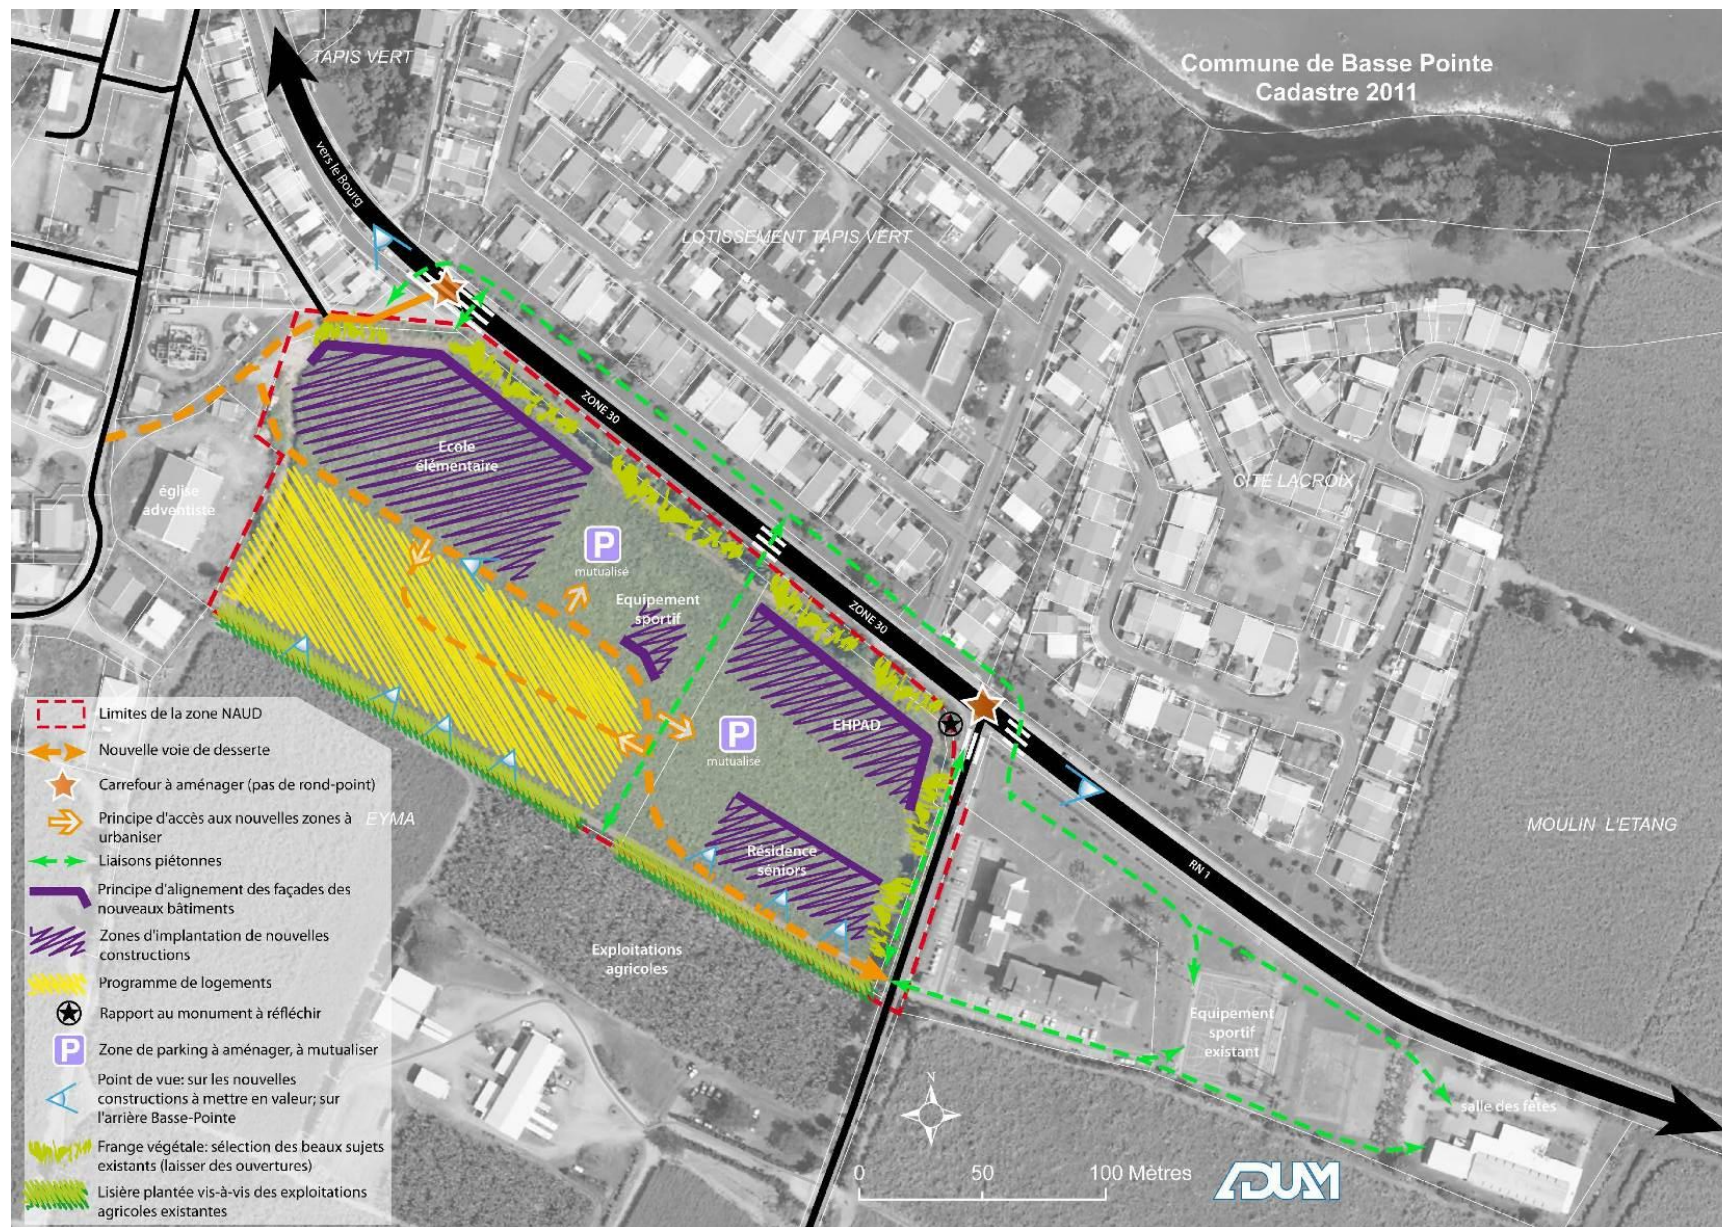 TAPIS VERT
Commune de Basse Pointe
Cadastre 2011
vers le Bourg
LOTISSEMENT TAPIS VERT
ZONE 30
Ecole
élémentaire
CITE LACROIX
église
adventiste
P
mutualisé
Equipement
sportif
ZONE 30
EHPAD
P
mutualisé
MOULIN L'ETANG
EYMA
Résidence
séniors
RN 1
Exploitations
agricoles
Equipement
sportif
existant
salle des fêtes
Limites de la zone NAUD
Nouvelle voie de desserte
Carrefour à aménager (pas de rond-point)
Principe d'accès aux nouvelles zones à
urbaniser
Liaisons piétonnes
Principe d'alignement des façades des
nouveaux bâtiments
Zones d'implantation de nouvelles
constructions
Programme de logements
Rapport au monument à réfléchir
P
Zone de parking à aménager, à mutualiser
Point de vue: sur les nouvelles
constructions à mettre en valeur; sur
l'arrière Basse-Pointe
Frange végétale: sélection des beaux sujets
existants (laisser des ouvertures)
Lisière plantée vis-à-vis des exploitations
agricoles existantes
N
0 50 100 Mètres
ADUAM